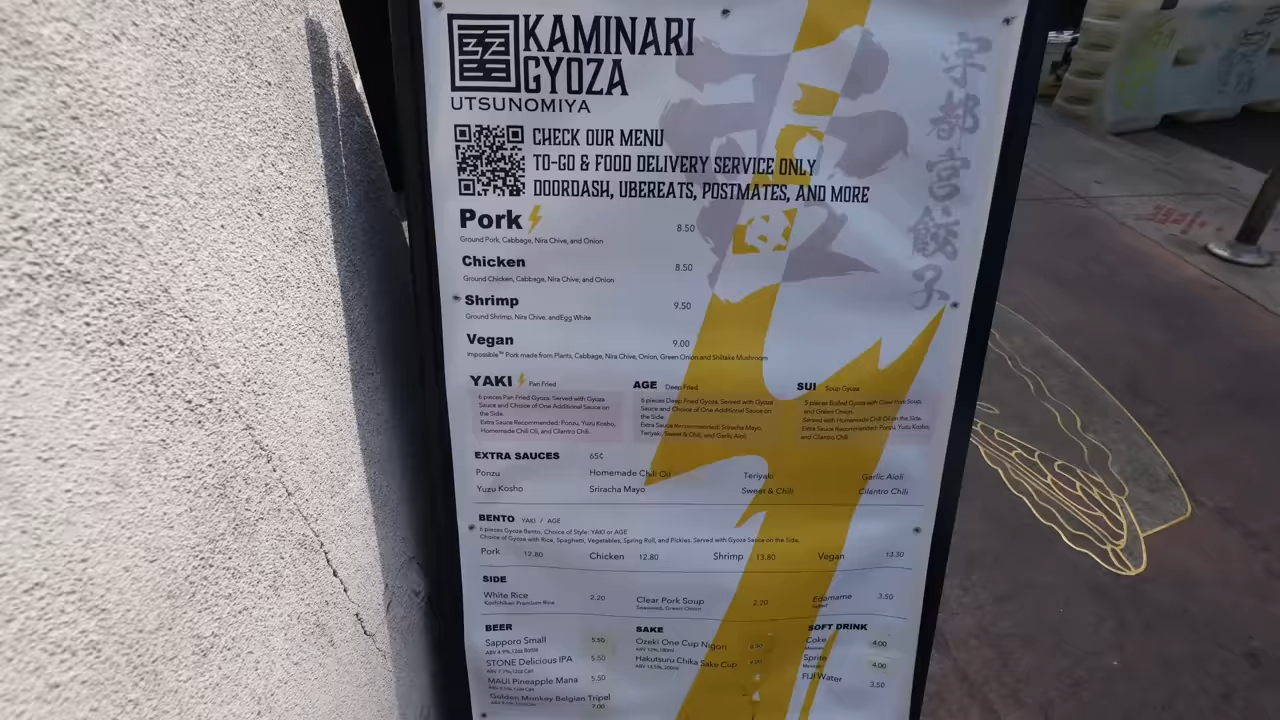 KAMINARI
GYOZA
UTSUNOMIYA
宇都宮餃子
雷
CHECK OUR MENU
TO-GO & FOOD DELIVERY SERVICE ONLY
DOORDASH, UBEREATS, POSTMATES, AND MORE
Pork 8.50
Ground Pork, Cabbage, Nira Chive, and Onion
Chicken 8.50
Ground Chicken, Cabbage, Nira Chive, and Onion
Shrimp 9.50
Ground Shrimp, Nira Chive, andEgg White
Vegan 9.00
Impossible™ Pork made from Plants, Cabbage, Nira Chive, Onion, Green Onion,and Shiitake Mushroom
YAKI Pan Fried
6 pieces Pan Fried Gyoza. Served with Gyoza
Sauce and Choice of One Additional Sauce on
the Side.
Extra Sauce Recommended: Ponzu, Yuzu Kosho,
Homemade Chili Oil, and Cilantro Chili.
AGE Deep Fried
6 pieces Deep Fried Gyoza. Served with Gyoza
Sauce and Choice of One Additional Sauce on
the Side.
Extra Sauce Recommended: Sriracha Mayo,
Teriyaki, Sweet & Chili, and Garlic Aioli.
SUI Soup Gyoza
5 pieces Boiled Gyoza with Clear Pork Soup,
and Green Onion.
Served with Homemade Chili Oil on the Side.
Extra Sauce Recommended: Ponzu, Yuzu Kosho,
and Cilantro Chili.
EXTRA SAUCES 65¢
Ponzu Homemade Chili Oil Teriyaki Garlic Aioli
Yuzu Kosho Sriracha Mayo Sweet & Chili Cilantro Chili
BENTO YAKI / AGE
6 pieces Gyoza Bento, Choice of Style: YAKI or AGE
Choice of Gyoza with Rice, Spaghetti, Vegetables, Spring Roll, and Pickles. Served with Gyoza Sauce on the Side.
Pork 12.80 Chicken 12.80 Shrimp 13.80 Vegan 13.30
SIDE
White Rice 2.20 Clear Pork Soup 2.20 Edamame 3.50
Koshihikari Premium Rice Seasoned, Green Onion Salted
BEER
Sapporo Small 5.50
ABV 4.9%,12oz Bottle
STONE Delicious IPA 5.50
ABV 7.7%,12oz Can
MAUI Pineapple Mana 5.50
Golden Monkey Belgian Tripel
7.00
SAKE
Ozeki One Cup Nigori
Hakutsuru Chika Sake Cup
SOFT DRINK
Coke 4.00
Mexican
Sprite 4.00
Mexican
FIJI Water 3.50